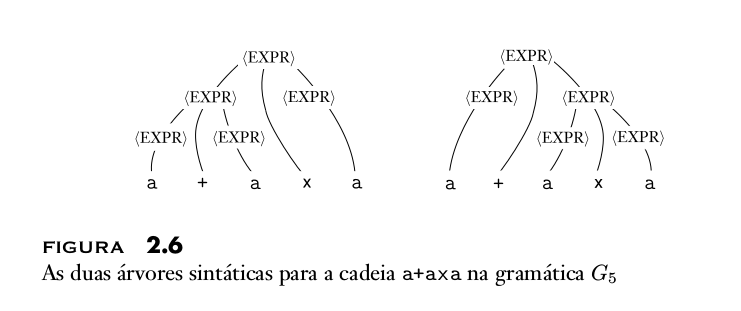 ⟨EXPR⟩ ⟨EXPR⟩
⟨EXPR⟩ ⟨EXPR⟩ ⟨EXPR⟩ ⟨EXPR⟩
⟨EXPR⟩ ⟨EXPR⟩ ⟨EXPR⟩ ⟨EXPR⟩
a + a x a a + a x a
FIGURA 2.6
As duas árvores sintáticas para a cadeia a+axa na gramática G₅